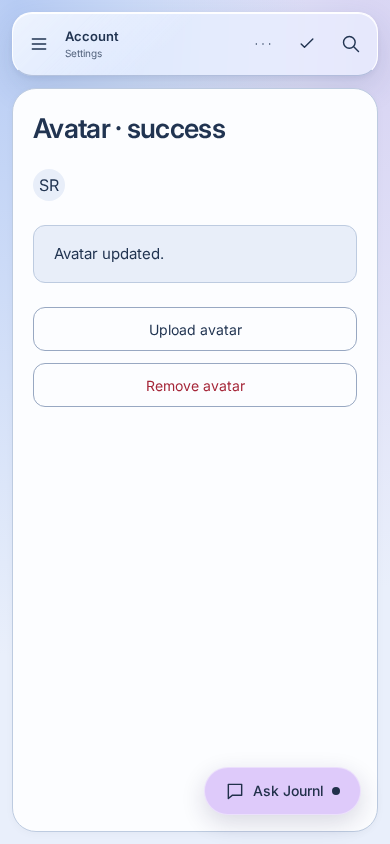 Account
Settings
Avatar · success
SR
Avatar updated.
Upload avatar
Remove avatar
Ask Journl